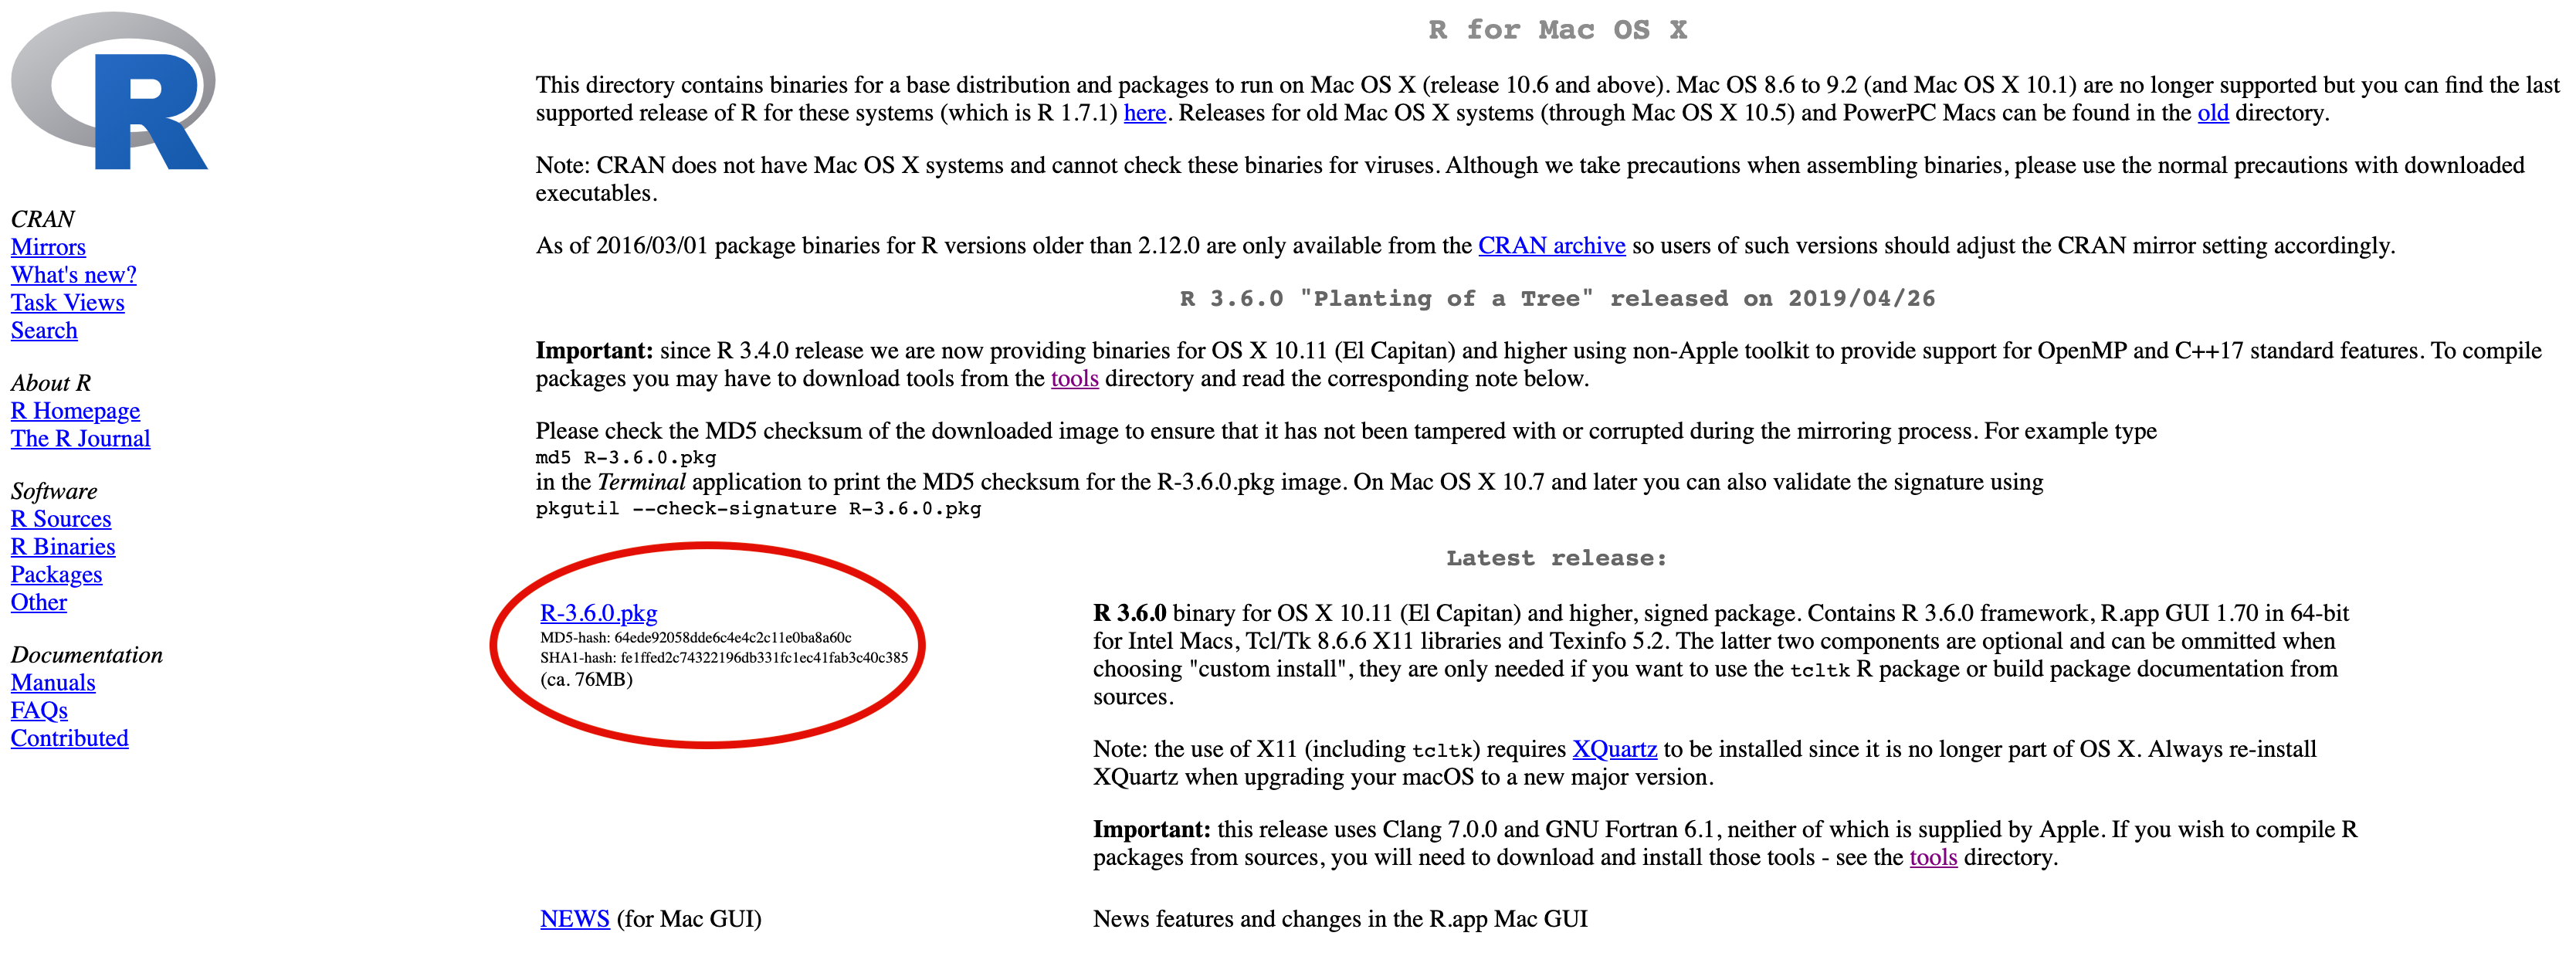 R
CRAN
Mirrors
What's new?
Task Views
Search
About R
R Homepage
The R Journal
Software
R Sources
R Binaries
Packages
Other
Documentation
Manuals
FAQs
Contributed
R for Mac OS X
This directory contains binaries for a base distribution and packages to run on Mac OS X (release 10.6 and above). Mac OS 8.6 to 9.2 (and Mac OS X 10.1) are no longer supported but you can find the last
supported release of R for these systems (which is R 1.7.1) here. Releases for old Mac OS X systems (through Mac OS X 10.5) and PowerPC Macs can be found in the old directory.
Note: CRAN does not have Mac OS X systems and cannot check these binaries for viruses. Although we take precautions when assembling binaries, please use the normal precautions with downloaded
executables.
As of 2016/03/01 package binaries for R versions older than 2.12.0 are only available from the CRAN archive so users of such versions should adjust the CRAN mirror setting accordingly.
R 3.6.0 "Planting of a Tree" released on 2019/04/26
Important: since R 3.4.0 release we are now providing binaries for OS X 10.11 (El Capitan) and higher using non-Apple toolkit to provide support for OpenMP and C++17 standard features. To compile
packages you may have to download tools from the tools directory and read the corresponding note below.
Please check the MD5 checksum of the downloaded image to ensure that it has not been tampered with or corrupted during the mirroring process. For example type
md5 R-3.6.0.pkg
in the Terminal application to print the MD5 checksum for the R-3.6.0.pkg image. On Mac OS X 10.7 and later you can also validate the signature using
pkgutil --check-signature R-3.6.0.pkg
Latest release:
R-3.6.0.pkg
MD5-hash: 64ede92058dde6c4e4c2c11e0ba8a60c
SHA1-hash: fe1ffed2c74322196db331fc1ec41fab3c40c385
(ca. 76MB)
R 3.6.0 binary for OS X 10.11 (El Capitan) and higher, signed package. Contains R 3.6.0 framework, R.app GUI 1.70 in 64-bit
for Intel Macs, Tcl/Tk 8.6.6 X11 libraries and Texinfo 5.2. The latter two components are optional and can be ommitted when
choosing "custom install", they are only needed if you want to use the tcltk R package or build package documentation from
sources.
Note: the use of X11 (including tcltk) requires XQuartz to be installed since it is no longer part of OS X. Always re-install
XQuartz when upgrading your macOS to a new major version.
Important: this release uses Clang 7.0.0 and GNU Fortran 6.1, neither of which is supplied by Apple. If you wish to compile R
packages from sources, you will need to download and install those tools - see the tools directory.
NEWS (for Mac GUI)
News features and changes in the R.app Mac GUI